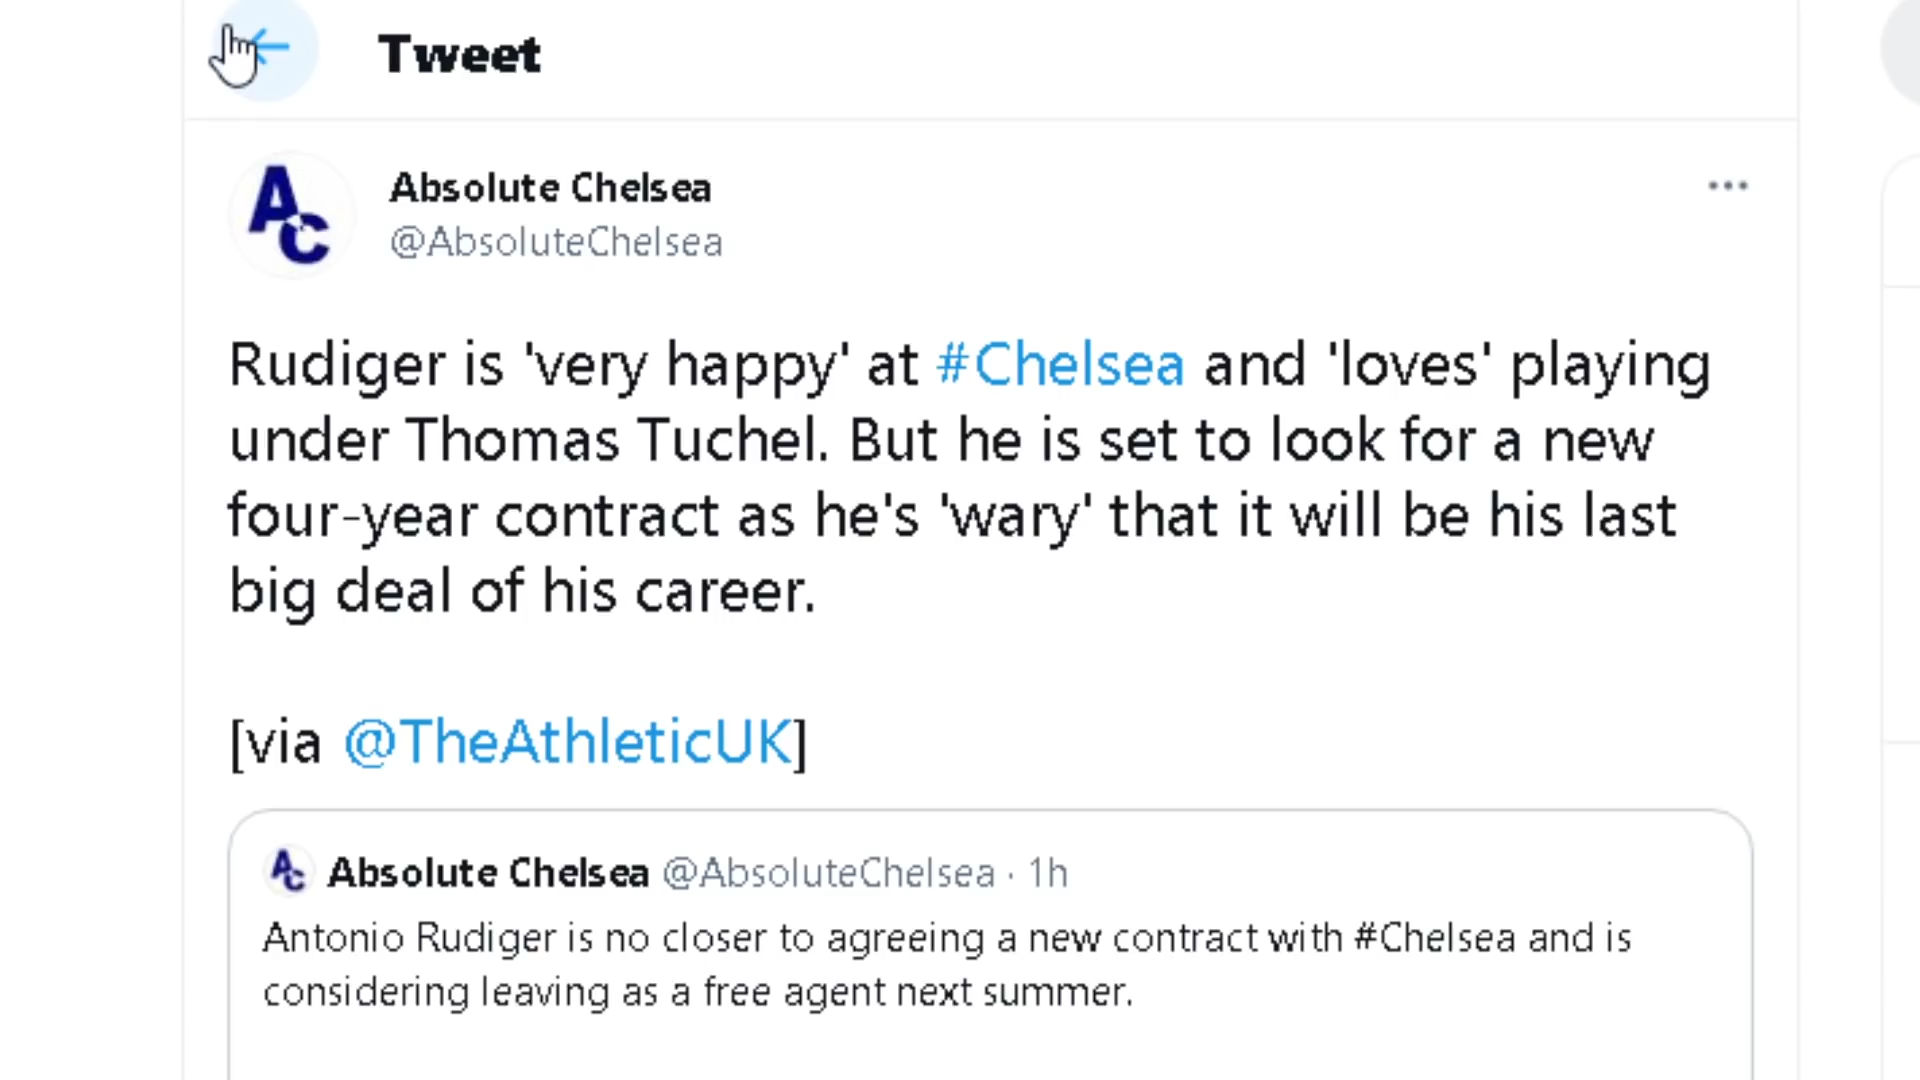 Tweet
AC
Absolute Chelsea
@AbsoluteChelsea
Rudiger is 'very happy' at #Chelsea and 'loves' playing
under Thomas Tuchel. But he is set to look for a new
four-year contract as he's 'wary' that it will be his last
big deal of his career.
[via @TheAthleticUK]
AC
Absolute Chelsea @AbsoluteChelsea · 1h
Antonio Rudiger is no closer to agreeing a new contract with #Chelsea and is
considering leaving as a free agent next summer.